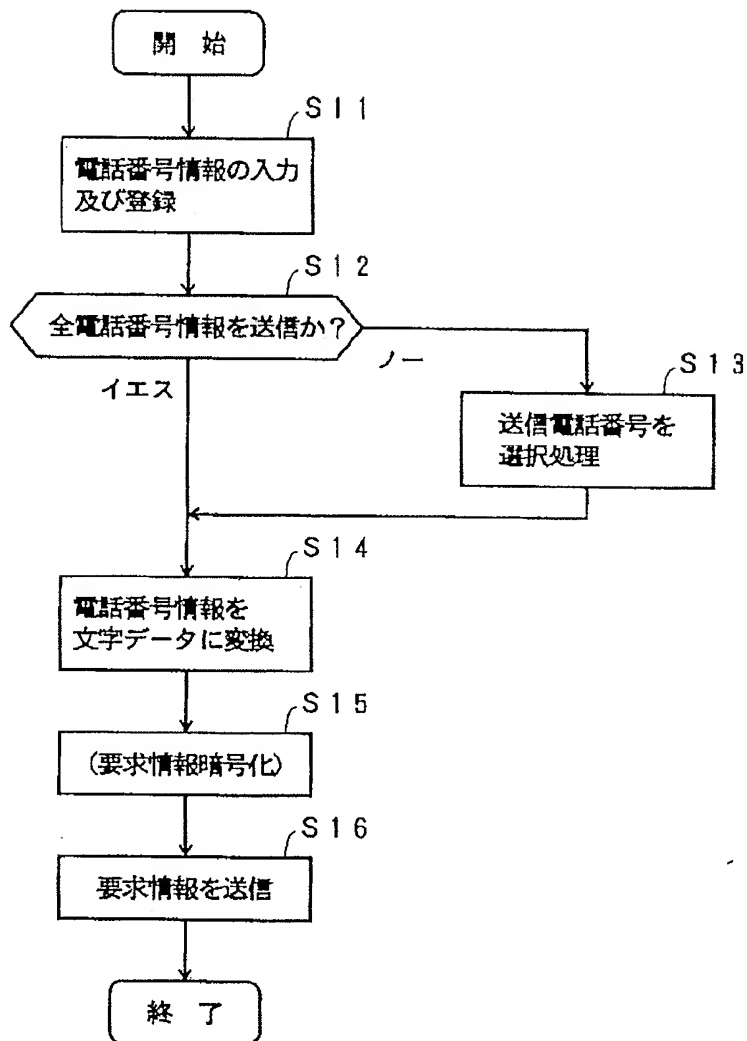 開 始
S11
電話番号情報の入力
及び登録
S12
全電話番号情報を送信か?
ノー
イエス
S13
送信電話番号を
選択処理
S14
電話番号情報を
文字データに変換
S15
(要求情報暗号化)
S16
要求情報を送信
終 了